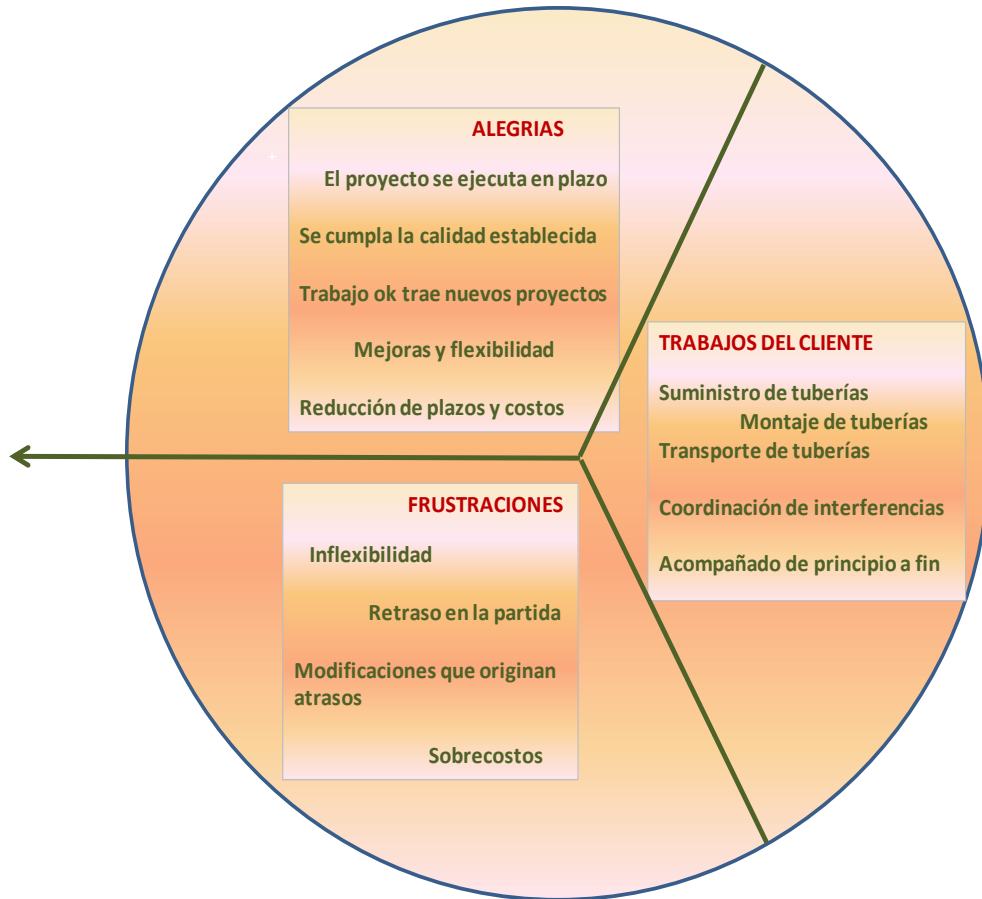 ALEGRIAS
El proyecto se ejecuta en plazo
Se cumpla la calidad establecida
Trabajo ok trae nuevos proyectos
Mejoras y flexibilidad
Reducción de plazos y costos
TRABAJOS DEL CLIENTE
Suministro de tuberías
Montaje de tuberías
Transporte de tuberías
Coordinación de interferencias
Acompañado de principio a fin
FRUSTRACIONES
Inflexibilidad
Retraso en la partida
Modificaciones que originan
atrasos
Sobrecostos